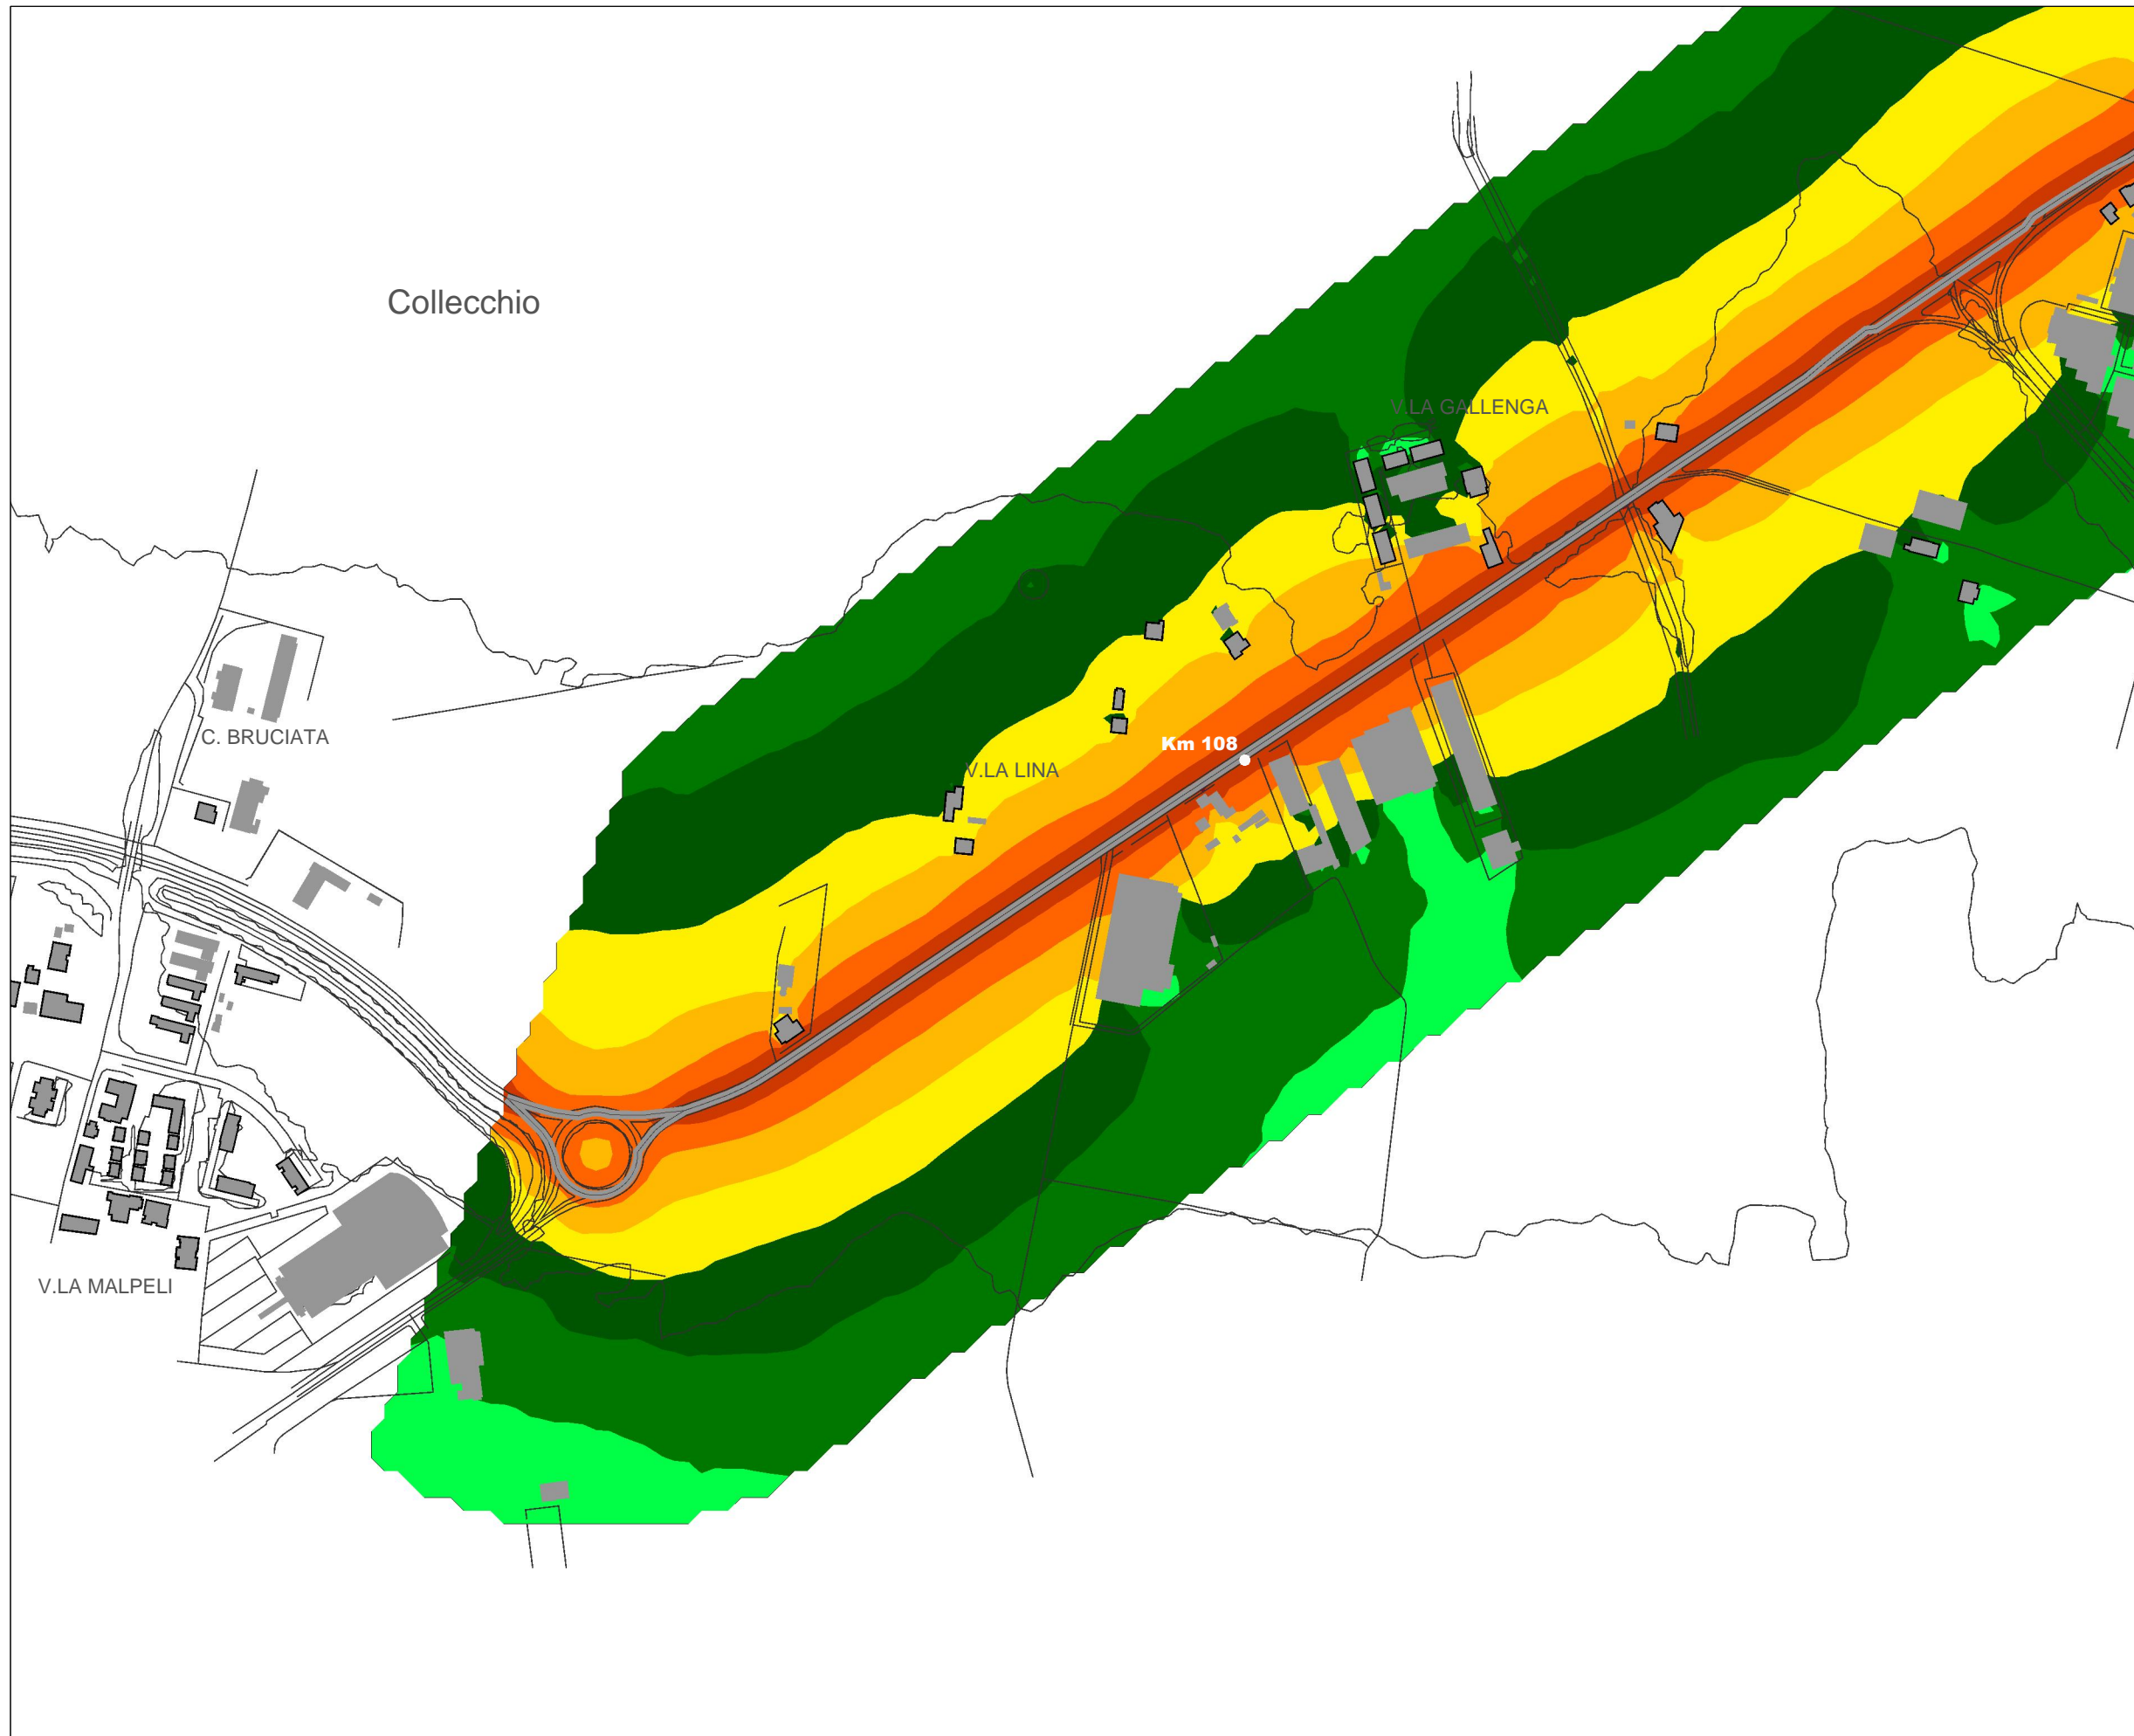 Collecchio
V.LA GALLENGA
C. BRUCIATA
Km 108
V.LA LINA
V.LA MALPELI